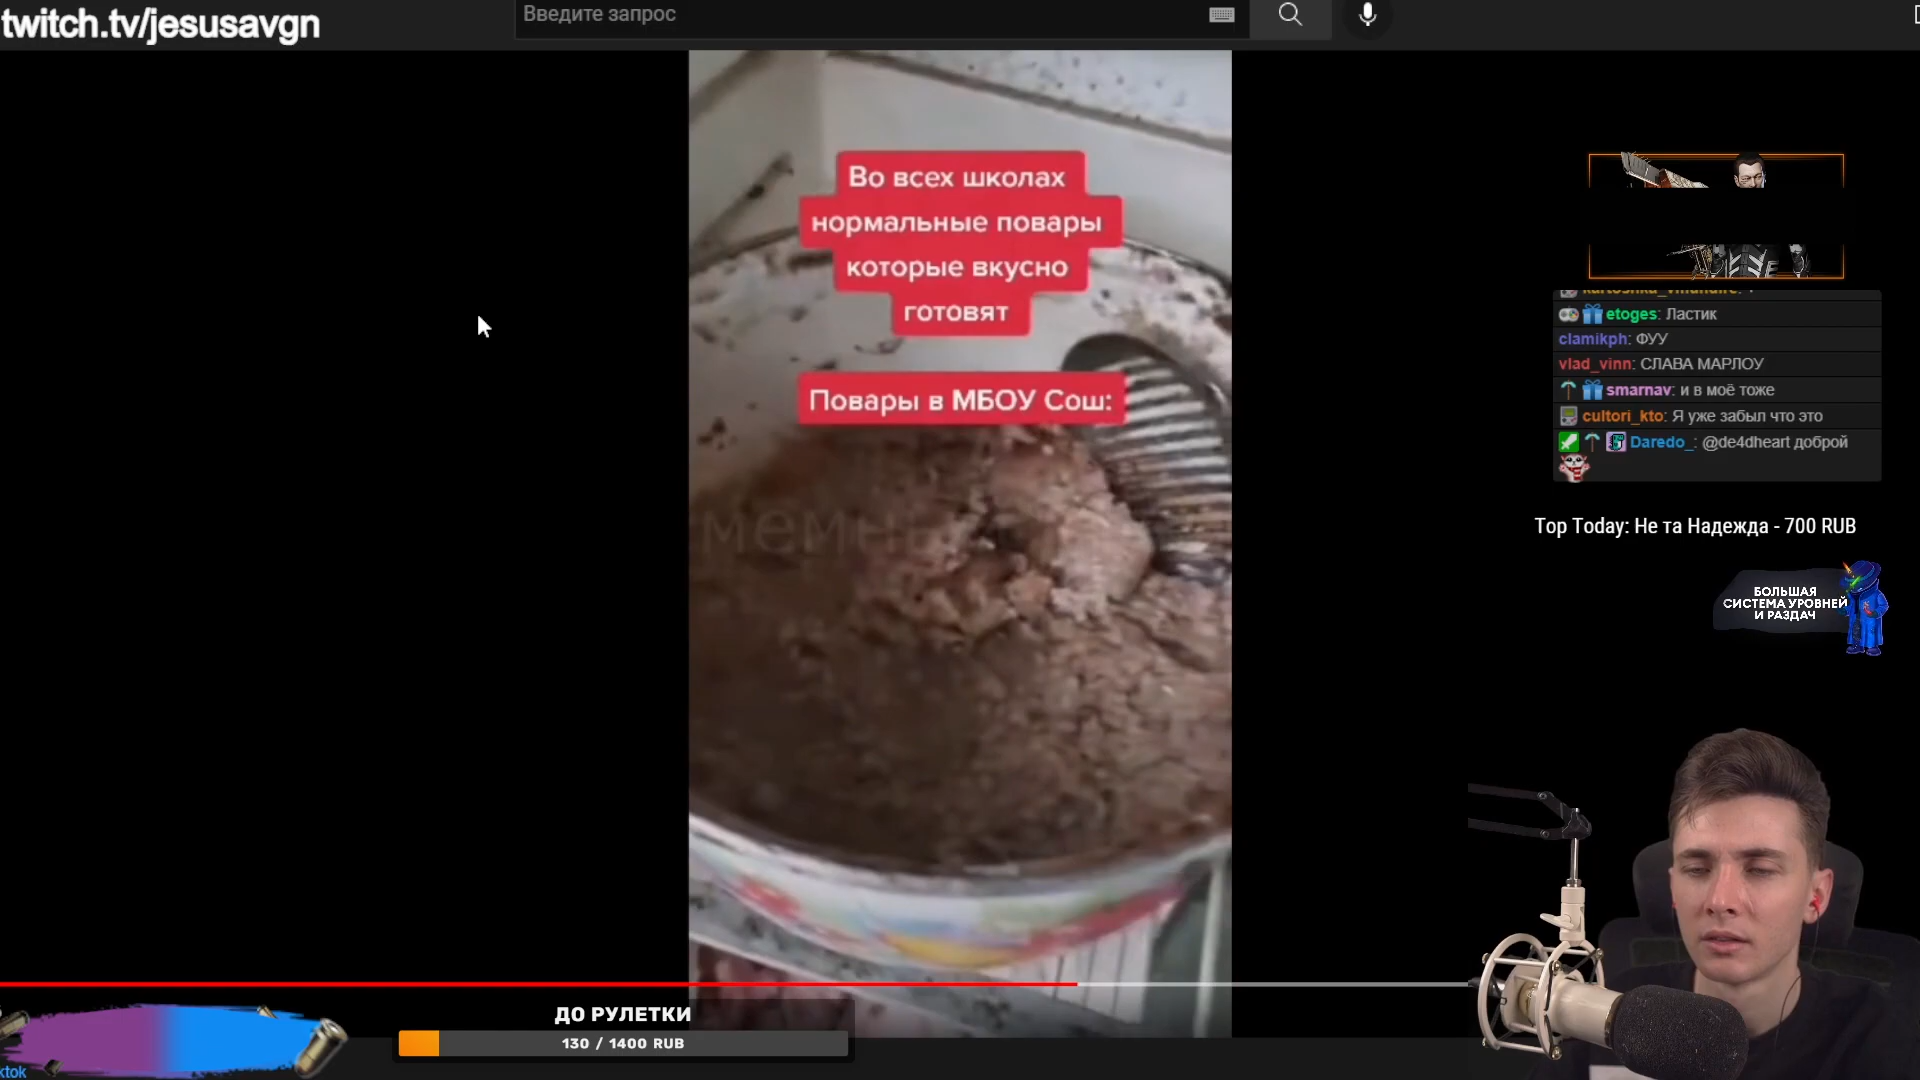 twitch.tv/jesusavgn
Введите запрос
Во всех школах
нормальные повары
которые вкусно
готовят
Повары в МБОУ Сош:
etoges: Ластик
clamikph: ФУУ
vlad_vinn: СЛАВА МАРЛОУ
smarnav: и в моё тоже
cultori_kto: Я уже забыл что это
Daredo_: @de4dheart доброй
Top Today: Не та Надежда - 700 RUB
БОЛЬШАЯ
СИСТЕМА УРОВНЕЙ
И РАЗДАЧ
ДО РУЛЕТКИ
130 / 1400 RUB